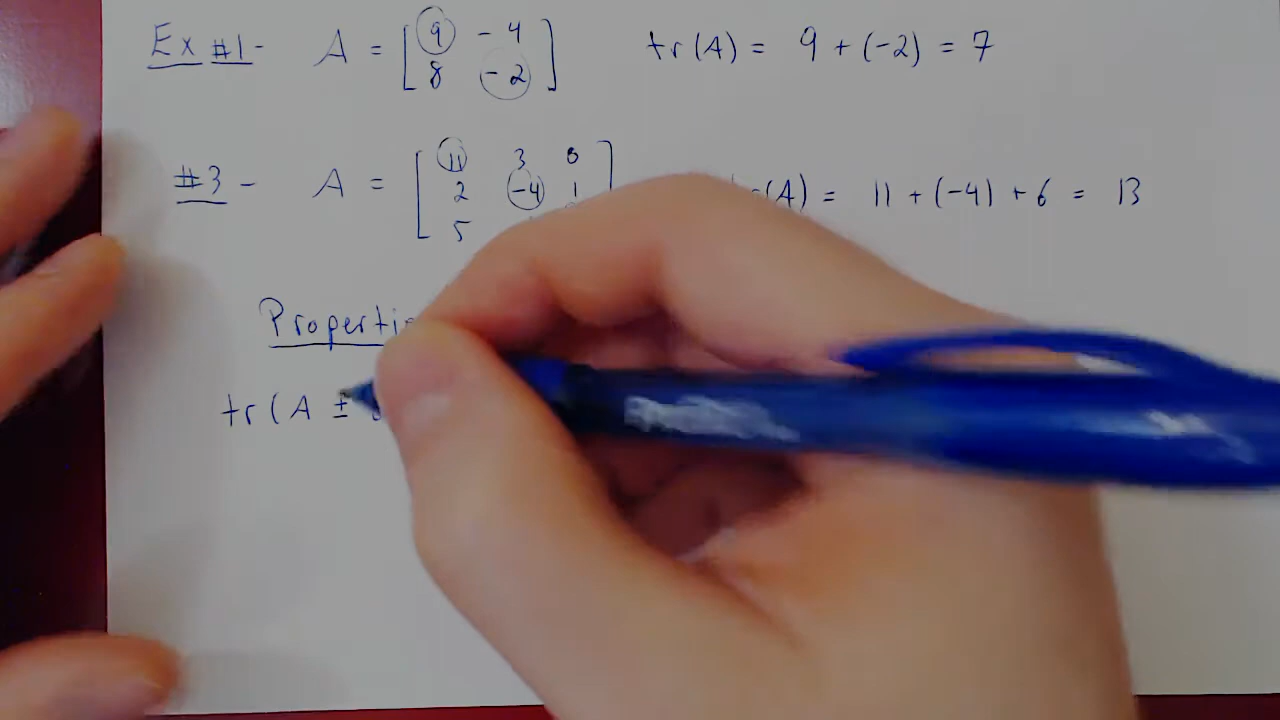 Ex #1- A = [ 9 -4 tr(A) = 9 + (-2) = 7
8 -2 ]
#3 - A = [ 11 3 0 r(A) = 11 + (-4) + 6 = 13
2 -4 1
5
Properti
tr ( A ±